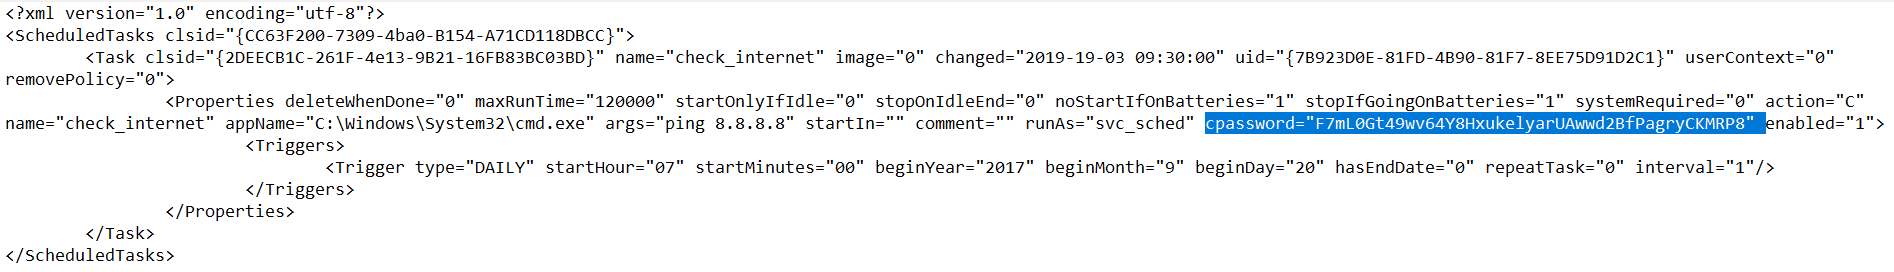 <?xml version="1.0" encoding="utf-8"?>
<ScheduledTasks clsid="{CC63F200-7309-4ba0-B154-A71CD118DBCC}">
<Task clsid="{2DEECB1C-261F-4e13-9B21-16FB83BC03BD}" name="check_internet" image="0" changed="2019-19-03 09:30:00" uid="{7B923D0E-81FD-4B90-81F7-8EE75D91D2C1}" userContext="0"
removePolicy="0">
<Properties deleteWhenDone="0" maxRunTime="120000" startOnlyIfIdle="0" stopOnIdleEnd="0" noStartIfOnBatteries="1" stopIfGoingOnBatteries="1" systemRequired="0" action="C"
name="check_internet" appName="C:\Windows\System32\cmd.exe" args="ping 8.8.8.8" startIn="" comment="" runAs="svc_sched" cpassword="F7mL0Gt49wv64Y8HxukelyarUAwwd2BfPagryCKMRP8" enabled="1">
<Triggers>
<Trigger type="DAILY" startHour="07" startMinutes="00" beginYear="2017" beginMonth="9" beginDay="20" hasEndDate="0" repeatTask="0" interval="1"/>
</Triggers>
</Properties>
</Task>
</ScheduledTasks>